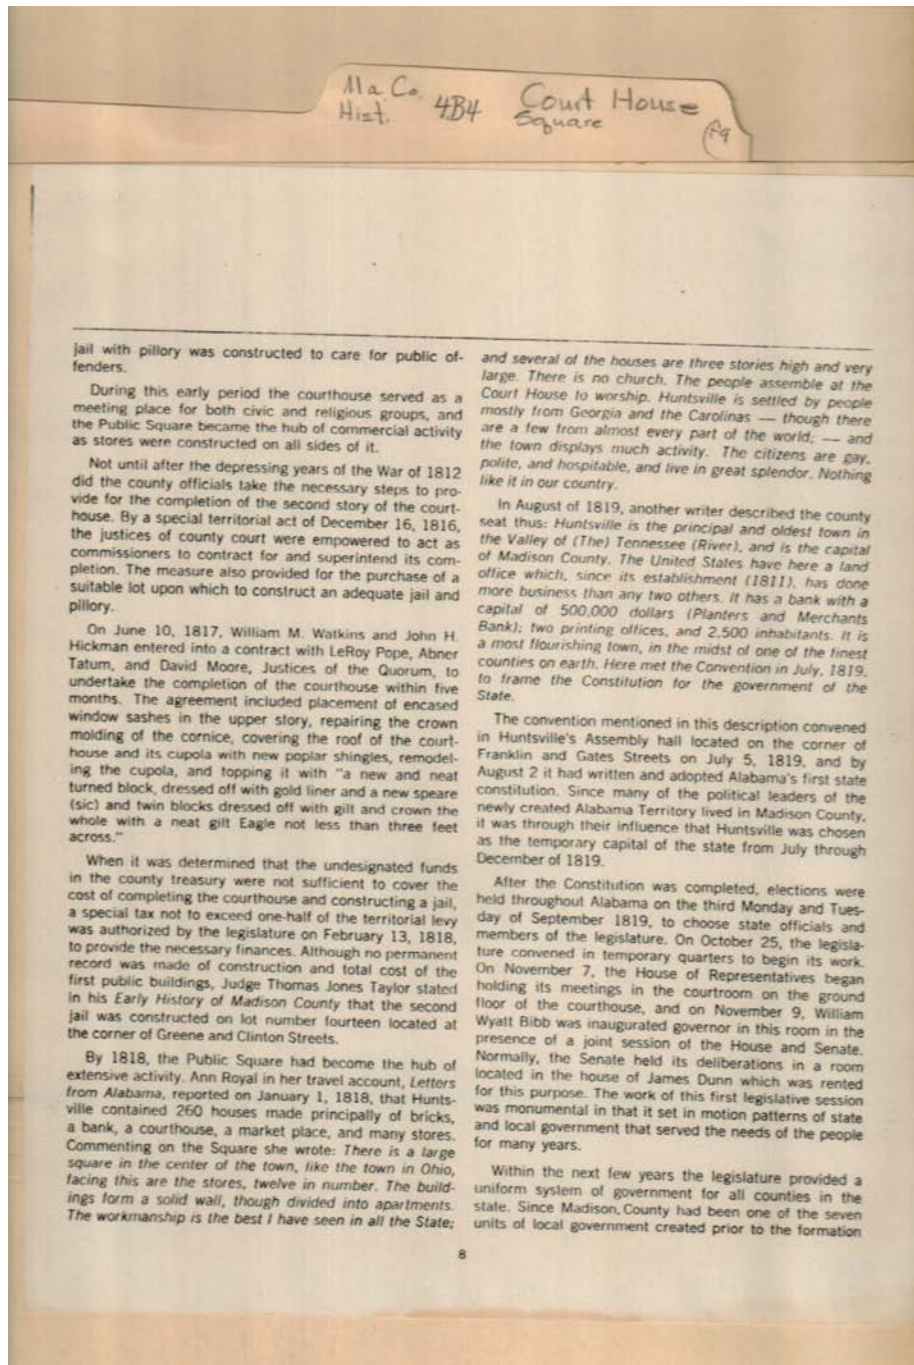 Ma Co. 4B4 Court House
Hist. Square
F9
jail with pillory was constructed to care for public of-
fenders.
During this early period the courthouse served as a
meeting place for both civic and religious groups, and
the Public Square became the hub of commercial activity
as stores were constructed on all sides of it.
Not until after the depressing years of the War of 1812
did the county officials take the necessary steps to pro-
vide for the completion of the second story of the court-
house. By a special territorial act of December 16, 1816,
the justices of county court were empowered to act as
commissioners to contract for and superintend its com-
pletion. The measure also provided for the purchase of a
suitable lot upon which to construct an adequate jail and
pillory.
On June 10, 1817, William M. Watkins and John H.
Hickman entered into a contract with LeRoy Pope, Abner
Tatum, and David Moore, Justices of the Quorum, to
undertake the completion of the courthouse within five
months. The agreement included placement of encased
window sashes in the upper story, repairing the crown
molding of the cornice, covering the roof of the court-
house and its cupola with new poplar shingles, remodel-
ing the cupola, and topping it with "a new and neat
turned block, dressed off with gold liner and a new speare
(sic) and twin blocks dressed off with gilt and crown the
whole with a neat gilt Eagle not less than three feet
across."
When it was determined that the undesignated funds
in the county treasury were not sufficient to cover the
cost of completing the courthouse and constructing a jail,
a special tax not to exceed one-half of the territorial levy
was authorized by the legislature on February 13, 1818,
to provide the necessary finances. Although no permanent
record was made of construction and total cost of the
first public buildings, Judge Thomas Jones Taylor stated
in his Early History of Madison County that the second
jail was constructed on lot number fourteen located at
the corner of Greene and Clinton Streets.
By 1818, the Public Square had become the hub of
extensive activity. Ann Royal in her travel account, Letters
from Alabama, reported on January 1, 1818, that Hunts-
ville contained 260 houses made principally of bricks,
a bank, a courthouse, a market place, and many stores.
Commenting on the Square she wrote: There is a large
square in the center of the town, like the town in Ohio,
facing this are the stores, twelve in number. The build-
ings form a solid wall, though divided into apartments.
The workmanship is the best I have seen in all the State;
and several of the houses are three stories high and very
large. There is no church. The people assemble at the
Court House to worship. Huntsville is settled by people
mostly from Georgia and the Carolinas — though there
are a few from almost every part of the world; — and
the town displays much activity. The citizens are gay,
polite, and hospitable, and live in great splendor. Nothing
like it in our country.
In August of 1819, another writer described the county
seat thus: Huntsville is the principal and oldest town in
the Valley of (The) Tennessee (River), and is the capital
of Madison County. The United States have here a land
office which, since its establishment (1811), has done
more business than any two others. It has a bank with a
capital of 500,000 dollars (Planters and Merchants
Bank); two printing offices, and 2,500 inhabitants. It is
a most flourishing town, in the midst of one of the finest
counties on earth. Here met the Convention in July, 1819,
to frame the Constitution for the government of the
State.
The convention mentioned in this description convened
in Huntsville's Assembly hall located on the corner of
Franklin and Gates Streets on July 5, 1819, and by
August 2 it had written and adopted Alabama's first state
constitution. Since many of the political leaders of the
newly created Alabama Territory lived in Madison County,
it was through their influence that Huntsville was chosen
as the temporary capital of the state from July through
December of 1819.
After the Constitution was completed, elections were
held throughout Alabama on the third Monday and Tues-
day of September 1819, to choose state officials and
members of the legislature. On October 25, the legisla-
ture convened in temporary quarters to begin its work.
On November 7, the House of Representatives began
holding its meetings in the courtroom on the ground
floor of the courthouse, and on November 9, William
Wyatt Bibb was inaugurated governor in this room in the
presence of a joint session of the House and Senate.
Normally, the Senate held its deliberations in a room
located in the house of James Dunn which was rented
for this purpose. The work of this first legislative session
was monumental in that it set in motion patterns of state
and local government that served the needs of the people
for many years.
Within the next few years the legislature provided a
uniform system of government for all counties in the
state. Since Madison County had been one of the seven
units of local government created prior to the formation
8